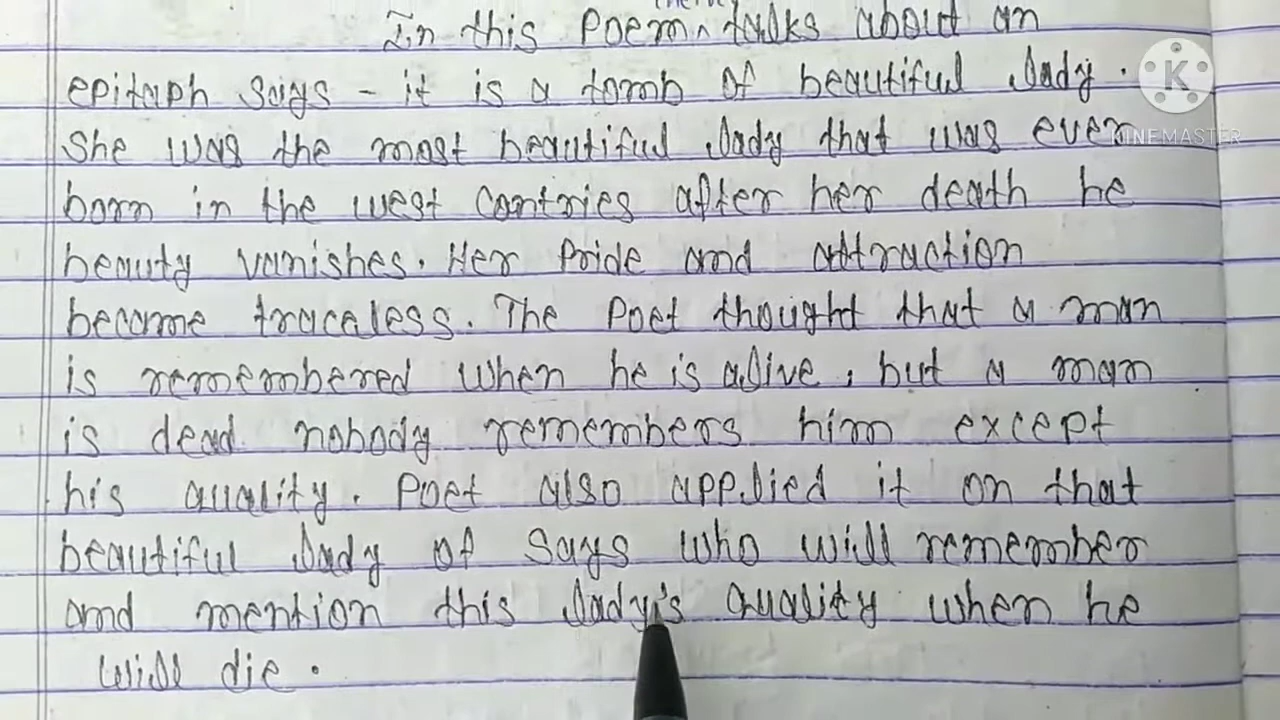 In this Poem talks about an
epitaph says - it is a tomb of beautiful lady.
She was the most beautiful lady that was ever
born in the west contries after her death he
beauty vanishes. Her Pride and attraction
become traceless. The Poet thought that a man
is remembered when he is alive, but a man
is dead nobody remembers him except
his quality. Poet also applied it on that
beautiful lady of says who will remember
and mention this lady's quality when he
will die.
K
KINEMASTER